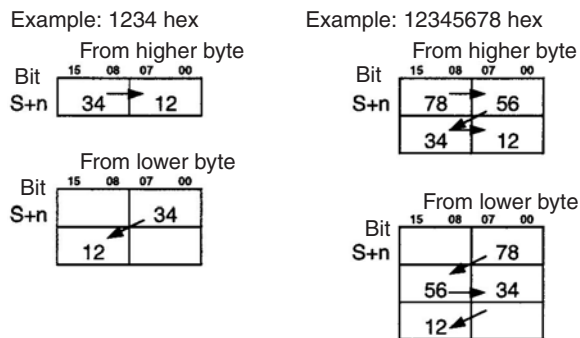 Example: 1234 hex
From higher byte
Bit 15 08 07 00
S+n 34 12
From lower byte
Bit 15 08 07 00
S+n 34
12
Example: 12345678 hex
From higher byte
Bit 15 08 07 00
S+n 78 56
34 12
From lower byte
Bit 15 08 07 00
S+n 78
56 34
12